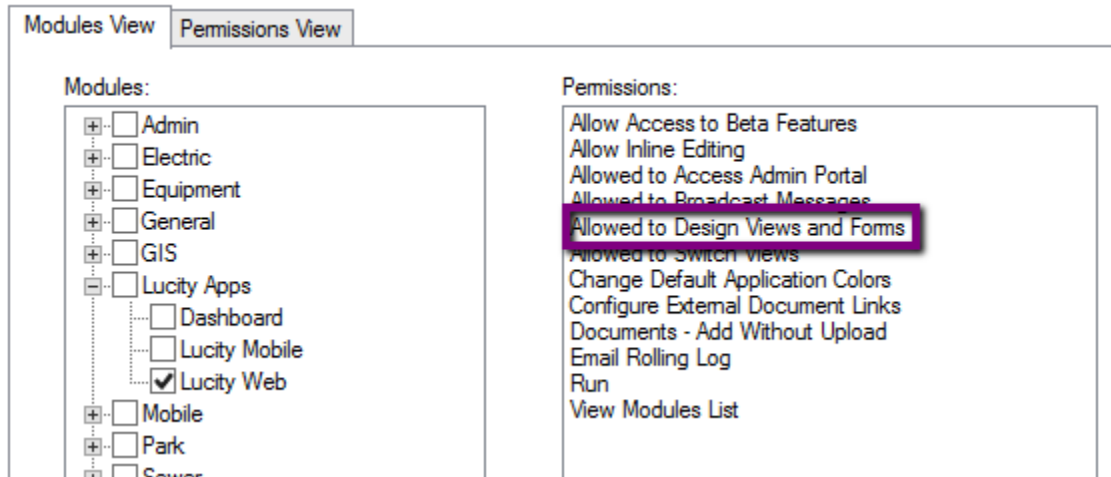 Modules View
Permissions View
Modules:
Admin
Electric
Equipment
General
GIS
Lucity Apps
Dashboard
Lucity Mobile
Lucity Web
Mobile
Park
Sewer
Permissions:
Allow Access to Beta Features
Allow Inline Editing
Allowed to Access Admin Portal
Allowed to Broadcast Messages
Allowed to Design Views and Forms
Allowed to Switch Views
Change Default Application Colors
Configure External Document Links
Documents - Add Without Upload
Email Rolling Log
Run
View Modules List